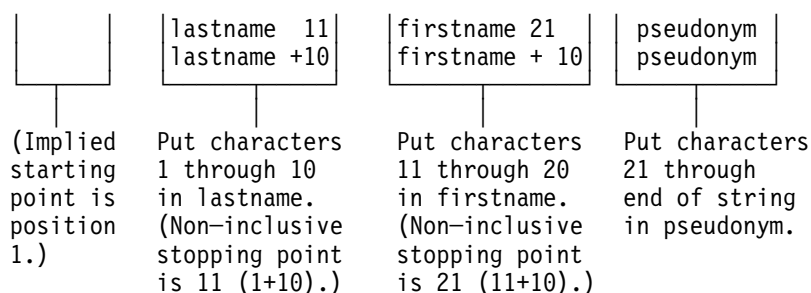 lastname 11 firstname 21 pseudonym
lastname +10 firstname + 10 pseudonym
(Implied Put characters Put characters Put characters
starting 1 through 10 11 through 20 21 through
point is in lastname. in firstname. end of string
position (Non–inclusive (Non–inclusive in pseudonym.
1.) stopping point stopping point
is 11 (1+10).) is 21 (11+10).)